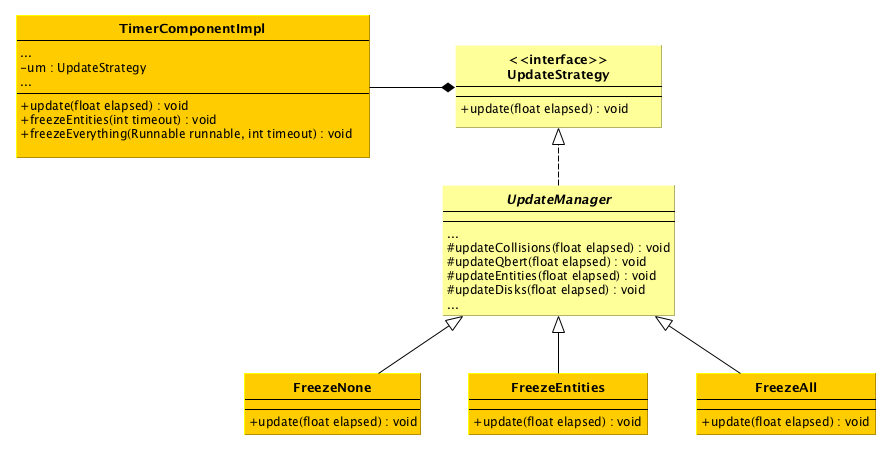 TimerComponentImpl
...
-um : UpdateStrategy
...
+update(float elapsed) : void
+freezeEntities(int timeout) : void
+freezeEverything(Runnable runnable, int timeout) : void
<<interface>>
UpdateStrategy
+update(float elapsed) : void
UpdateManager
...
#updateCollisions(float elapsed) : void
#updateQbert(float elapsed) : void
#updateEntities(float elapsed) : void
#updateDisks(float elapsed) : void
...
FreezeNone
+update(float elapsed) : void
FreezeEntities
+update(float elapsed) : void
FreezeAll
+update(float elapsed) : void